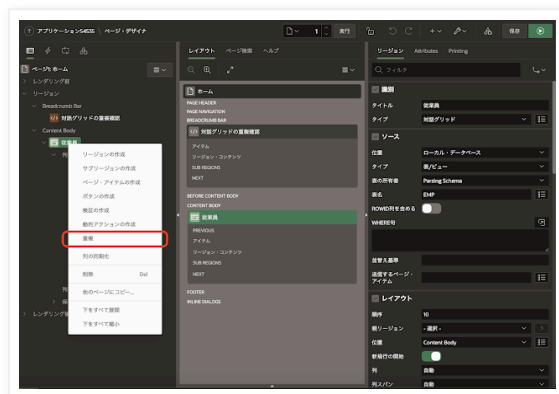 アプリケーション54535 \ ページ・デザイナ
1
実行
保存
ページ1: ホーム
レンダリング前
リージョン
Breadcrumb Bar
対話グリッドの重複確認
Content Body
従業員
リージョンの作成
サブリージョンの作成
ページ・アイテムの作成
ボタンの作成
検証の作成
動的アクションの作成
重複
列の同期化
削除 Del
他のページにコピー...
下をすべて展開
下をすべて縮小
レンダリング後
レイアウト ページ検索 ヘルプ
ホーム
PAGE HEADER
PAGE NAVIGATION
BREADCRUMB BAR
対話グリッドの重複確認
アイテム
リージョン・コンテンツ
SUB REGIONS
NEXT
BEFORE CONTENT BODY
CONTENT BODY
従業員
PREVIOUS
アイテム
リージョン・コンテンツ
SUB REGIONS
NEXT
FOOTER
INLINE DIALOGS
リージョン Attributes Printing
フィルタ
識別
タイトル 従業員
タイプ 対話グリッド
ソース
位置 ローカル・データベース
タイプ 表/ビュー
表の所有者 Parsing Schema
表名 EMP
ROWID列を含める
WHERE句
並替え基準
送信するページ・
アイテム
レイアウト
順序 10
親リージョン - 選択 -
位置 Content Body
新規行の開始
列 自動
列スパン 自動